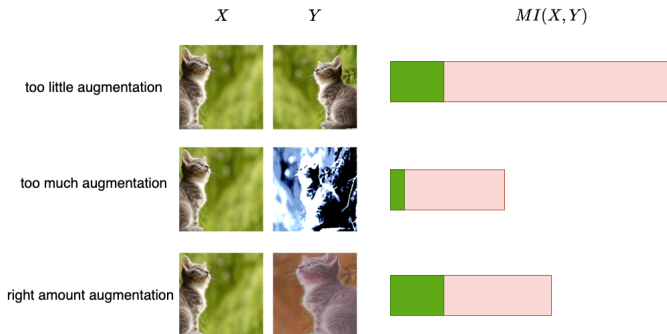 X Y MI(X, Y)
too little augmentation
too much augmentation
right amount augmentation